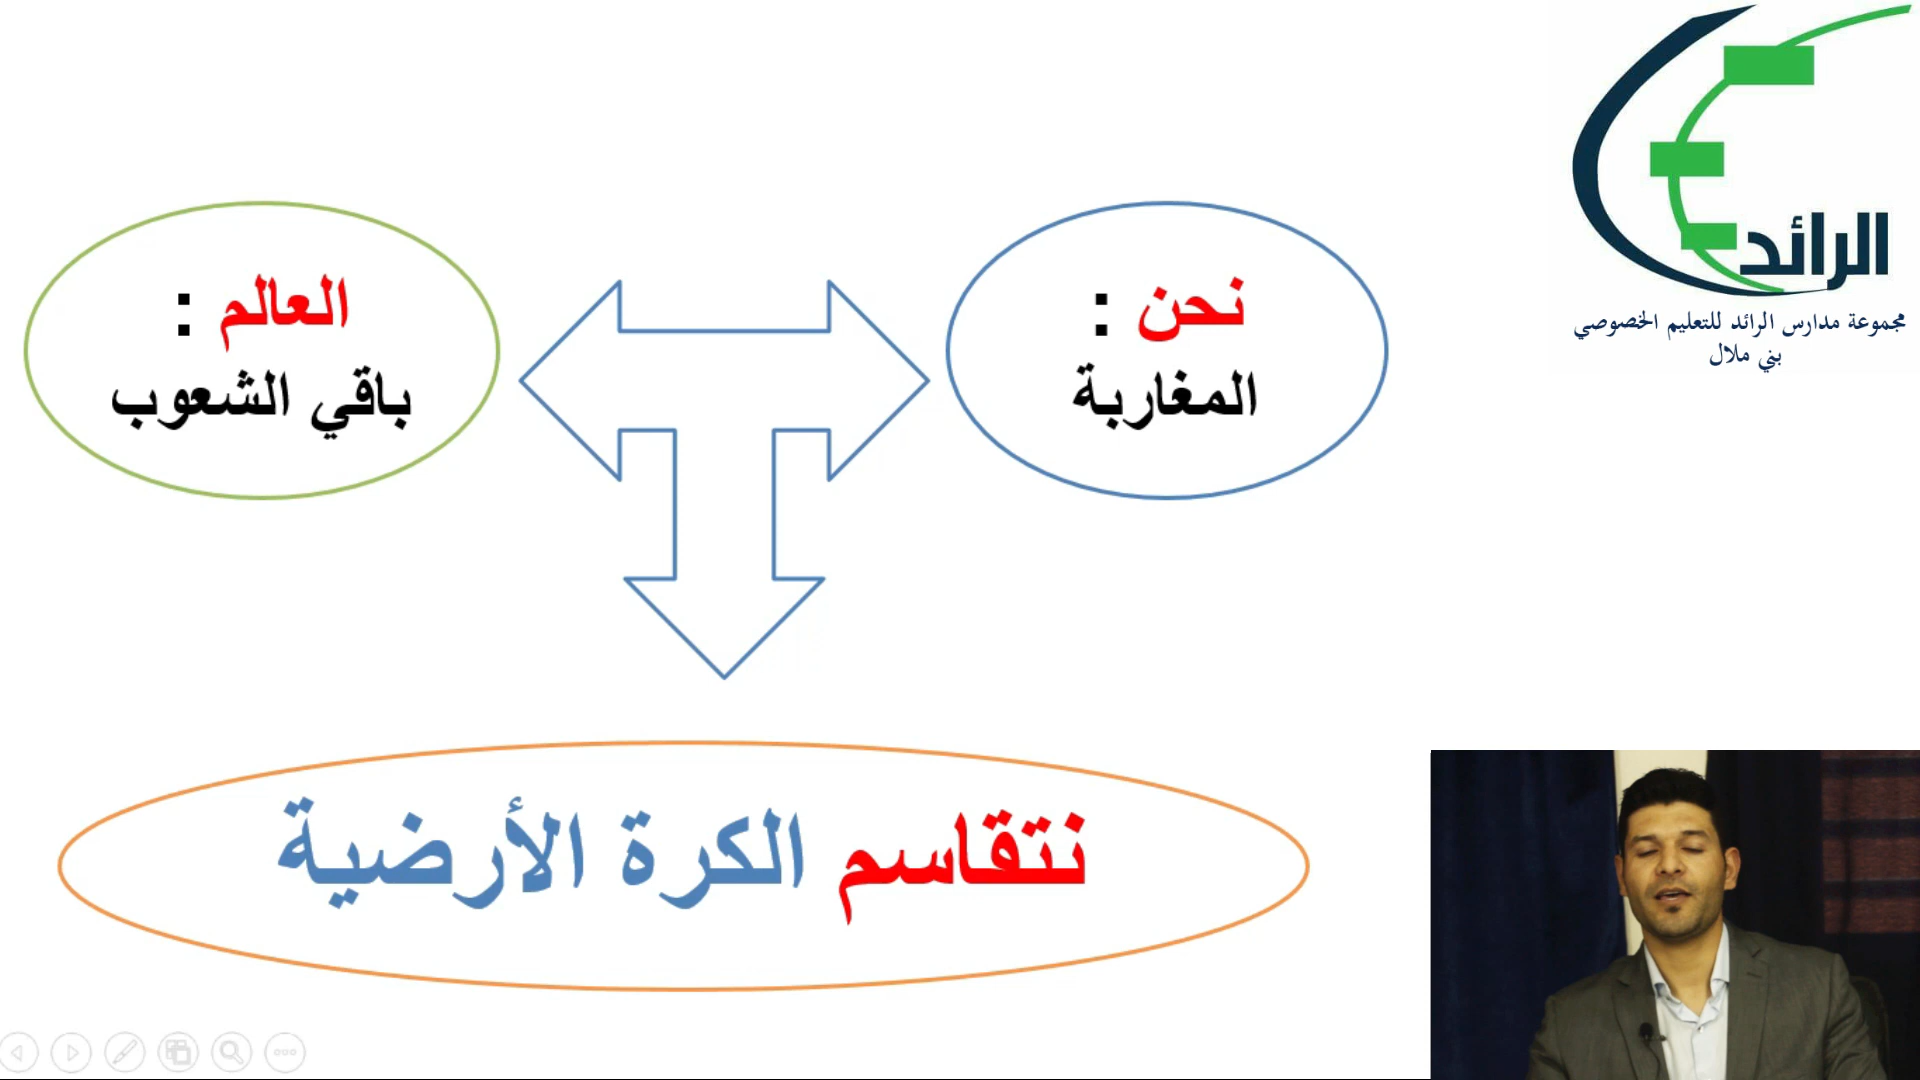 الرائد
مجموعة مدارس الرائد للتعليم الخصوصي
بني ملال
نحن :
المغاربة
العالم :
باقي الشعوب
نتقاسم الكرة الأرضية